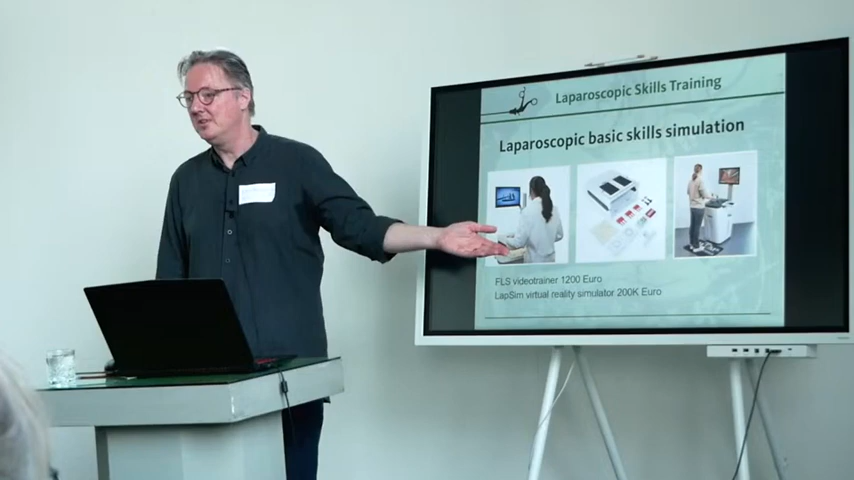 Laparoscopic Skills Training
Laparoscopic basic skills simulation
FLS videotrainer 1200 Euro
LapSim virtual reality simulator 200K Euro